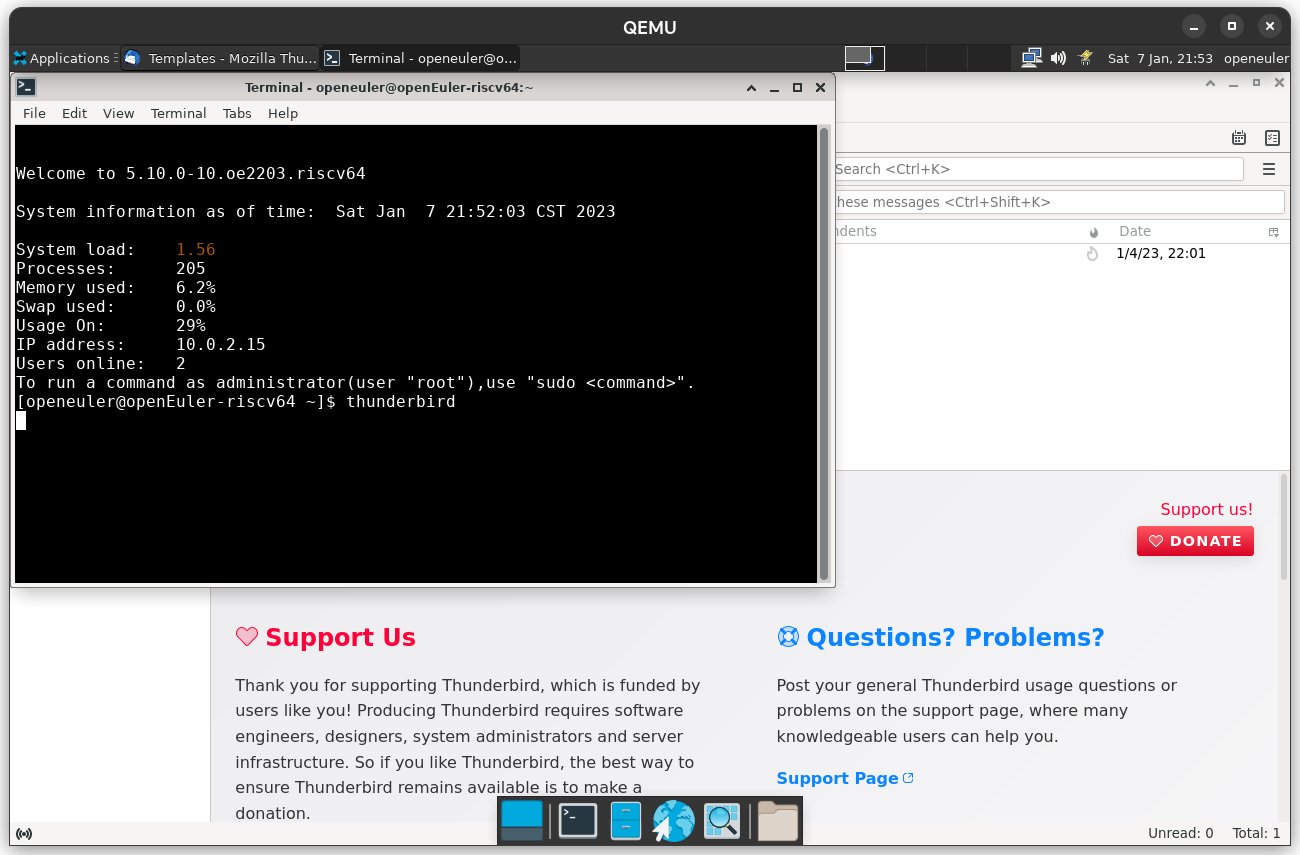 QEMU
Applications
Templates - Mozilla Thu...
Terminal - openeuler@o...
Sat 7 Jan, 21:53 openeuler
Terminal - openeuler@openEuler-riscv64:~
File Edit View Terminal Tabs Help
Welcome to 5.10.0-10.oe2203.riscv64
System information as of time: Sat Jan 7 21:52:03 CST 2023
System load: 1.56
Processes: 205
Memory used: 6.2%
Swap used: 0.0%
Usage On: 29%
IP address: 10.0.2.15
Users online: 2
To run a command as administrator(user "root"),use "sudo <command>".
[openeuler@openEuler-riscv64 ~]$ thunderbird
Search <Ctrl+K>
hese messages <Ctrl+Shift+K>
ndents
Date
1/4/23, 22:01
Support us!
DONATE
Support Us
Thank you for supporting Thunderbird, which is funded by
users like you! Producing Thunderbird requires software
engineers, designers, system administrators and server
infrastructure. So if you like Thunderbird, the best way to
ensure Thunderbird remains available is to make a
donation.
Questions? Problems?
Post your general Thunderbird usage questions or
problems on the support page, where many
knowledgeable users can help you.
Support Page
Unread: 0 Total: 1